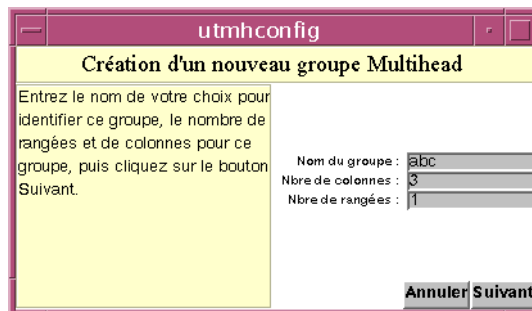 utmhconfig
Création d'un nouveau groupe Multihead
Entrez le nom de votre choix pour
identifier ce groupe, le nombre de
rangées et de colonnes pour ce
groupe, puis cliquez sur le bouton
Suivant.
Nom du groupe : abc
Nbre de colonnes : 3
Nbre de rangées : 1
Annuler Suivant